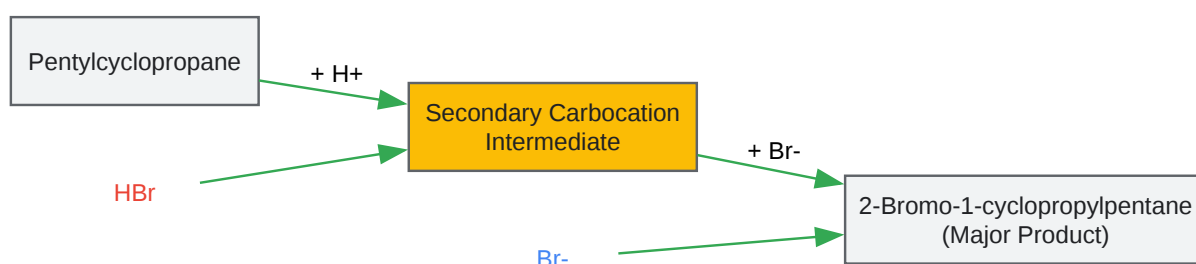 Pentylcyclopropane
+ H+
Secondary Carbocation
Intermediate
HBr
+ Br-
2-Bromo-1-cyclopropylpentane
(Major Product)
Br-